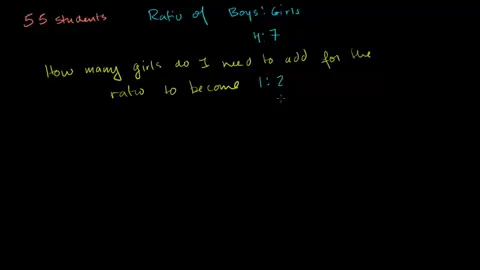 55 students Ratio of Boys:Girls
4:7
How many girls do I need to add for the
ratio to become 1:2